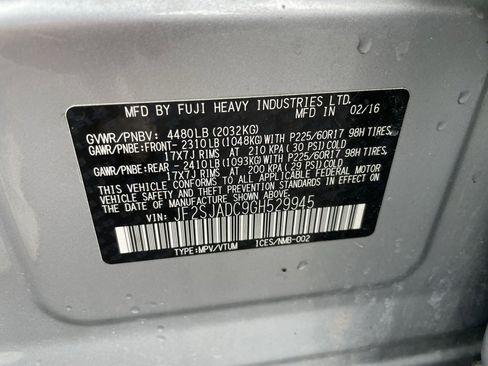 MFD BY FUJI HEAVY INDUSTRIES LTD.
MFD IN 02/16
GVWR/PNBV: 4480LB(2032KG)
GAWR/PNBE:FRONT- 2310LB(1048KG)WITH P225/60R17 98H TIRES,
17X7J RIMS AT 210 KPA(30 PSI)COLD
GAWR/PNBE:REAR -2410LB(1093KG)WITH P225/60R17 98H TIRES,
17X7J RIMS AT 200 KPA(29 PSI)COLD
THIS VEHICLE CONFORMS TO ALL APPLICABLE FEDERAL MOTOR
VEHICLE SAFETY STANDARDS IN EFFECT ON THE
DATE OF MANUFACTURE SHOWN ABOVE.
VIN: JF2SJADC9GH529945
TYPE:MPV/VTUM ICES/NMB-002